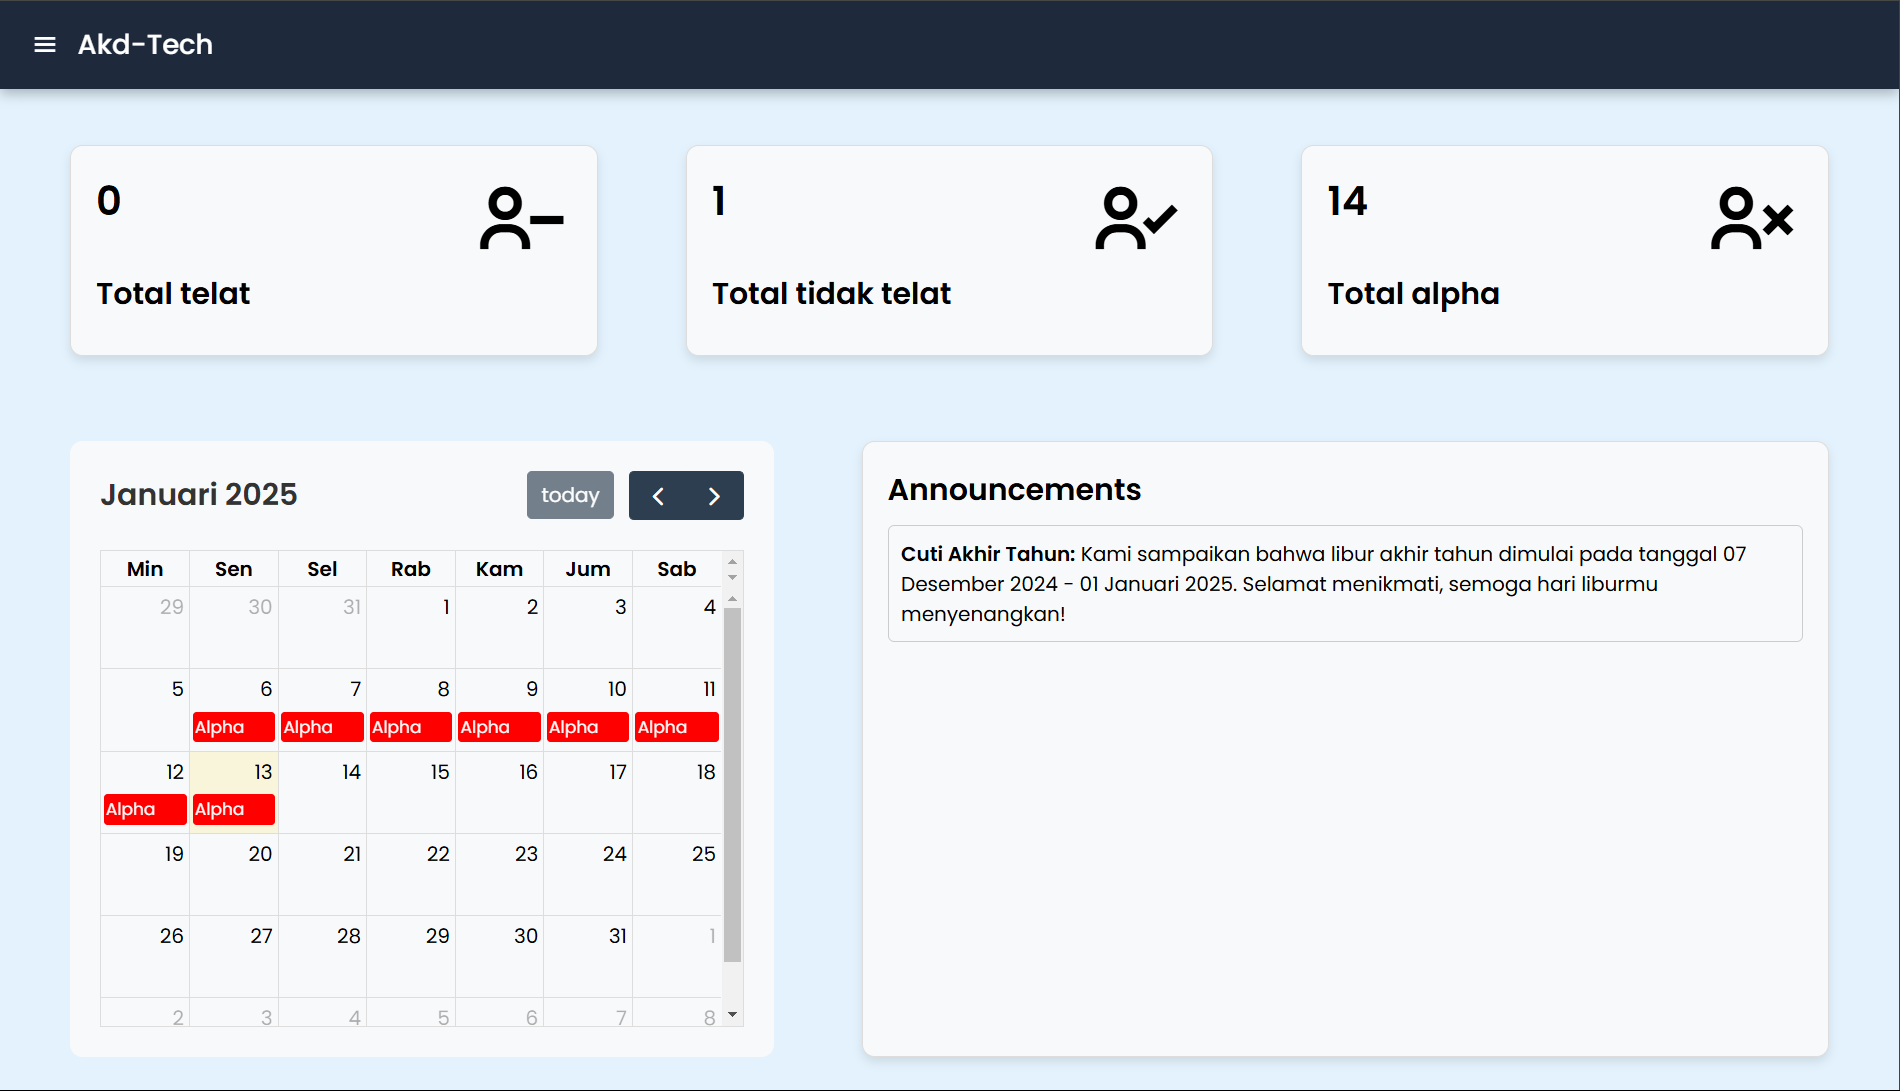 Akd-Tech
0
Total telat
1
Total tidak telat
14
Total alpha
Januari 2025
today
Min Sen Sel Rab Kam Jum Sab
29 30 31 1 2 3 4
5 6 7 8 9 10 11
Alpha Alpha Alpha Alpha Alpha Alpha
12 13 14 15 16 17 18
Alpha Alpha
19 20 21 22 23 24 25
26 27 28 29 30 31 1
2 3 4 5 6 7 8
Announcements
Cuti Akhir Tahun: Kami sampaikan bahwa libur akhir tahun dimulai pada tanggal 07
Desember 2024 - 01 Januari 2025. Selamat menikmati, semoga hari liburmu
menyenangkan!